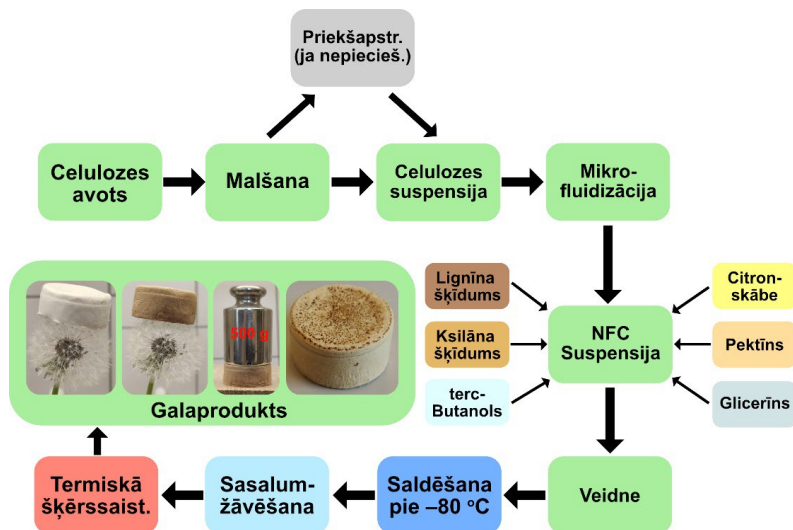 Priekšapstr.
(ja nepiecieš.)
Celulozes
avots
Malšana
Celulozes
suspensija
Mikro-
fluidizācija
Lignīna
šķīdums
Ksilāna
šķīdums
terc-
Butanols
NFC
Suspensija
Citron-
skābe
Pektīns
Glicerīns
500 g
Galaprodukts
Termiskā
šķērssaist.
Sasalum-
žāvēšana
Saldēšana
pie –80 ºC
Veidne